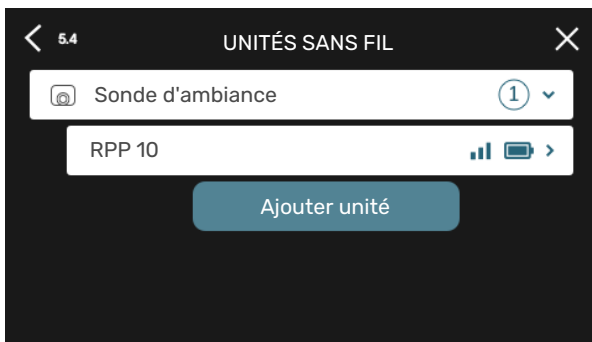 5.4 UNITÉS SANS FIL
Sonde d'ambiance 1
RPP 10
Ajouter unité